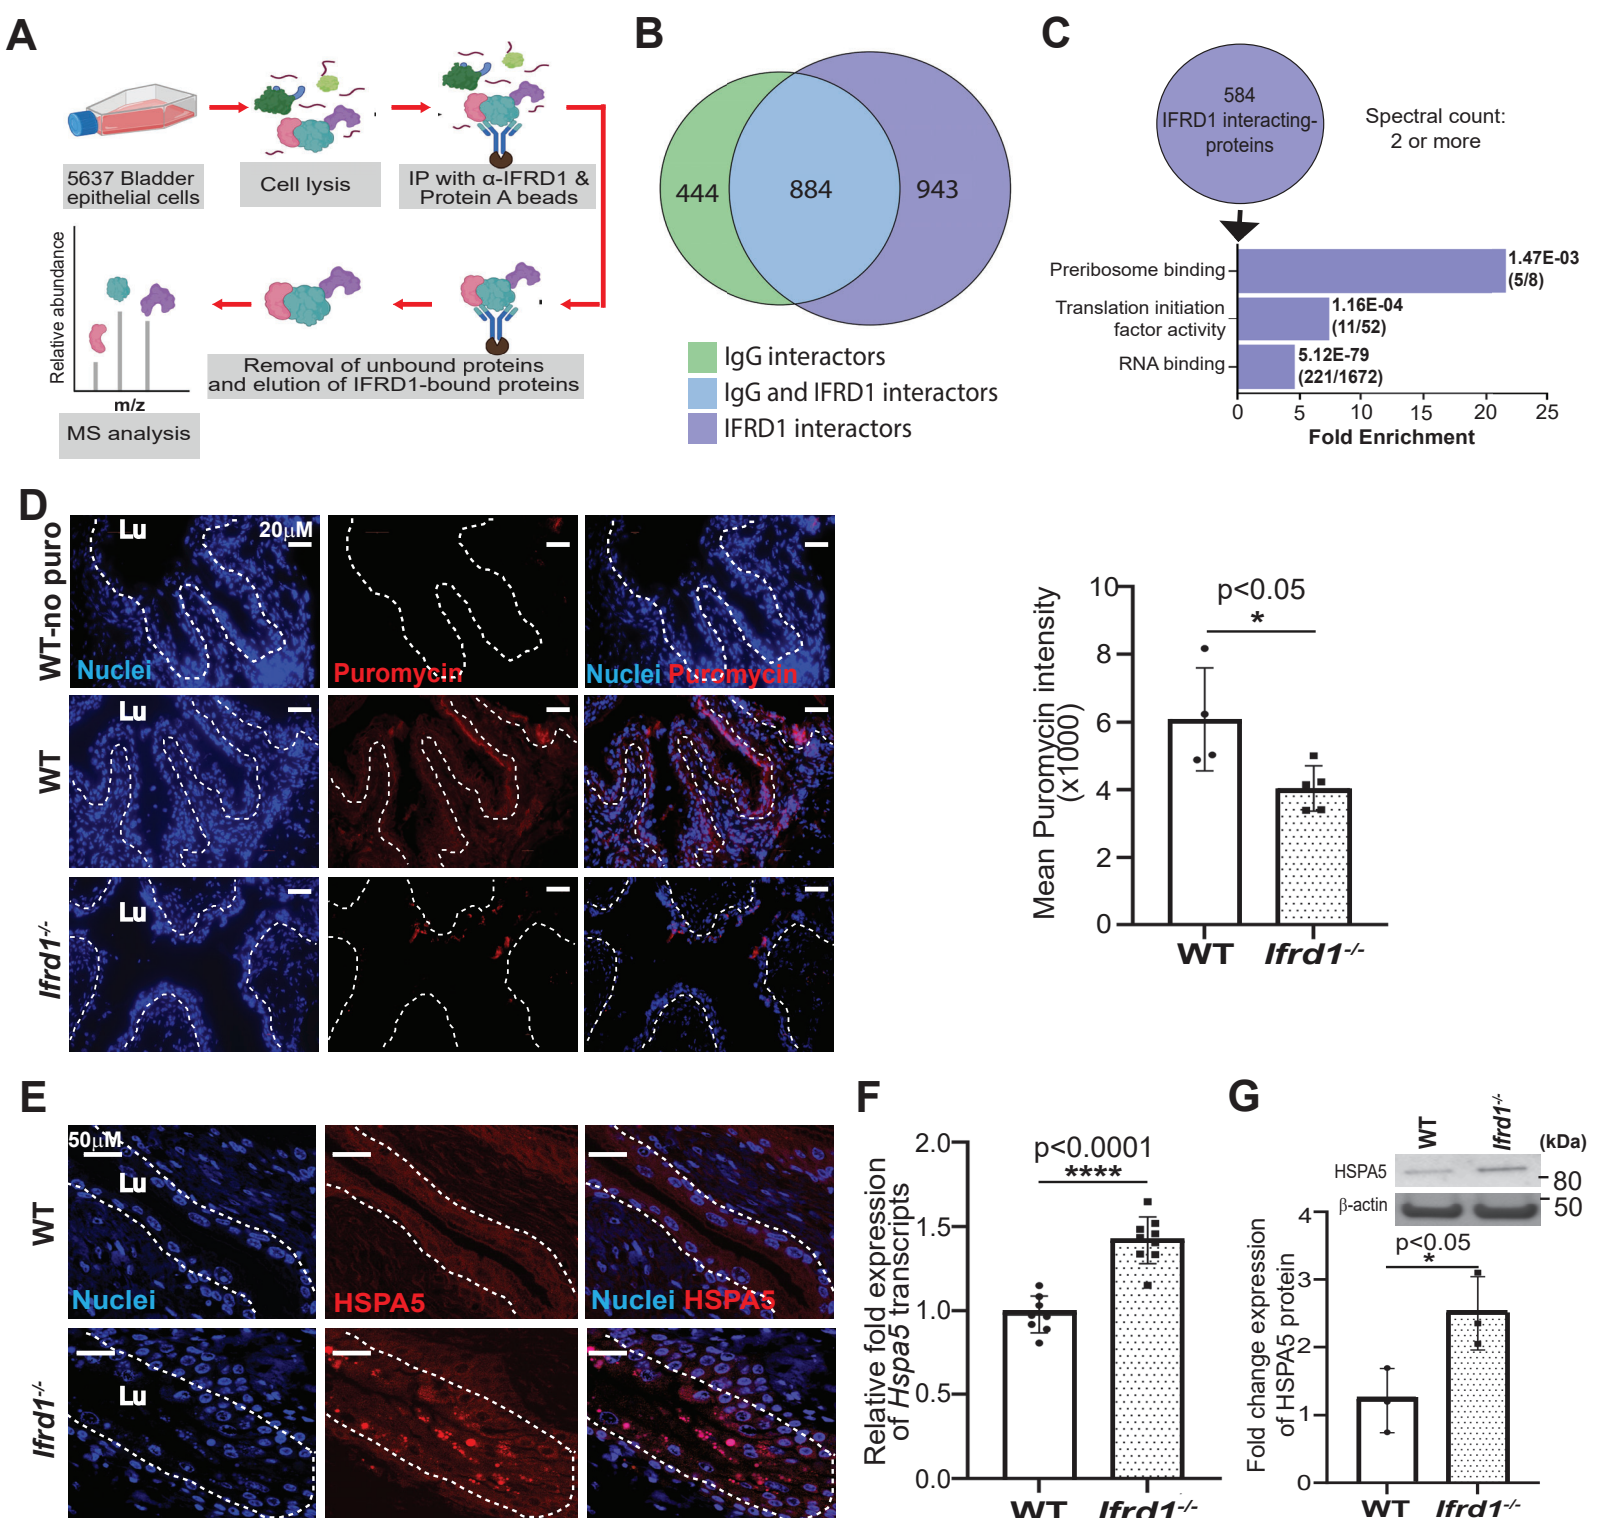 A
5637 Bladder
epithelial cells
Cell lysis
IP with α-IFRD1 &
Protein A beads
Relative abundance
m/z
MS analysis
Removal of unbound proteins
and elution of IFRD1-bound proteins
B
444
884
943
IgG interactors
IgG and IFRD1 interactors
IFRD1 interactors
C
584
IFRD1 interacting-
proteins
Spectral count:
2 or more
Preribosome binding
1.47E-03
(5/8)
Translation initiation
factor activity
1.16E-04
(11/52)
RNA binding
5.12E-79
(221/1672)
0 5 10 15 20 25
Fold Enrichment
D
WT-no puro
Lu
20μM
Nuclei
Puromycin
Nuclei Puromycin
WT
Lu
Ifrd1-/-
Lu
Mean Puromycin intensity
(x1000)
10
8
6
4
2
0
p<0.05
*
WT
Ifrd1-/-
E
WT
50μM
Lu
Nuclei
HSPA5
Nuclei HSPA5
Ifrd1-/-
Lu
F
Relative fold expression
of Hspa5 transcripts
2.0
1.5
1.0
0.5
0.0
p<0.0001
****
WT
Ifrd1-/-
G
WT
Ifrd1-/-
(kDa)
HSPA5
80
β-actin
50
Fold change expression
of HSPA5 protein
4
3
2
1
0
p<0.05
*
WT
Ifrd1-/-